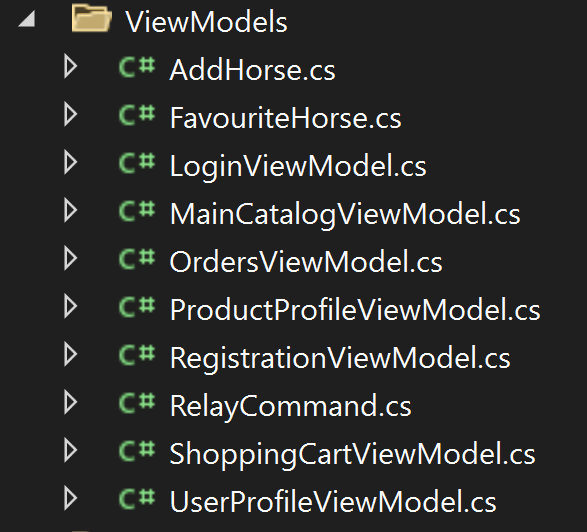 ViewModels
C# AddHorse.cs
C# FavouriteHorse.cs
C# LoginViewModel.cs
C# MainCatalogViewModel.cs
C# OrdersViewModel.cs
C# ProductProfileViewModel.cs
C# RegistrationViewModel.cs
C# RelayCommand.cs
C# ShoppingCartViewModel.cs
C# UserProfileViewModel.cs